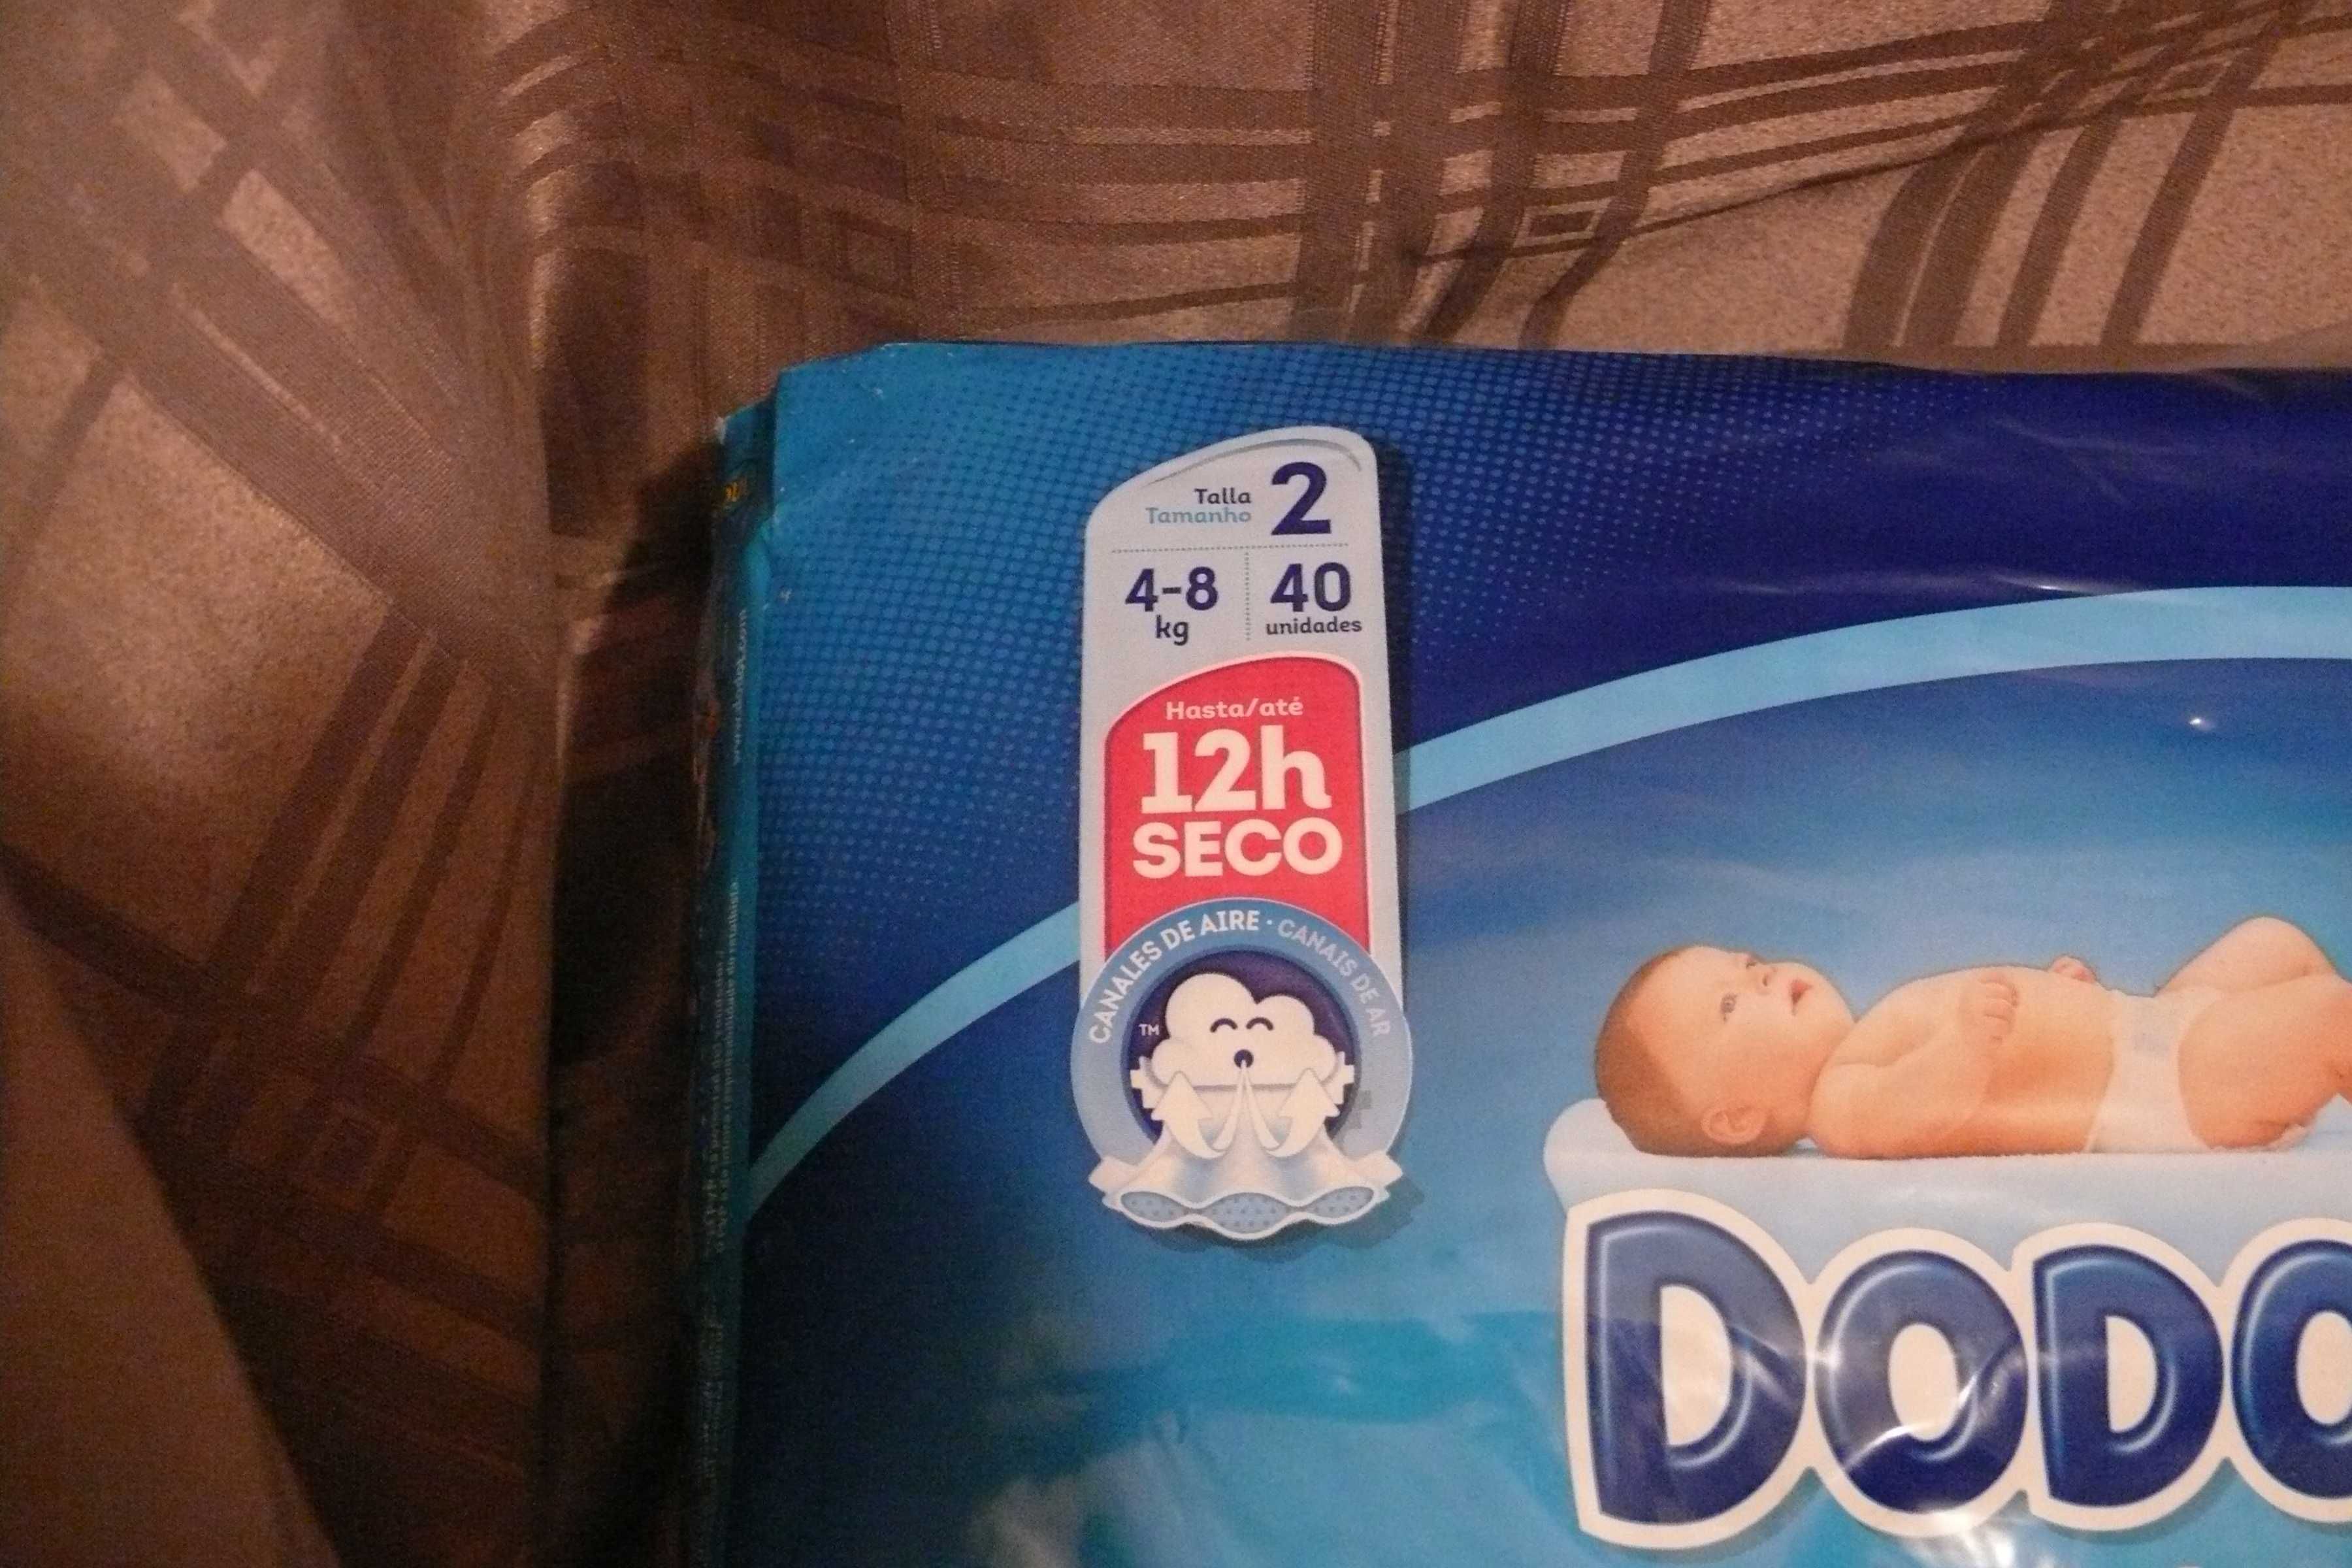 Talla
Tamanho
2
4-8
kg
40
unidades
Hasta/até
12h
SECO
CANALES DE AIRE · CANAIS DE AR
TM
DODO